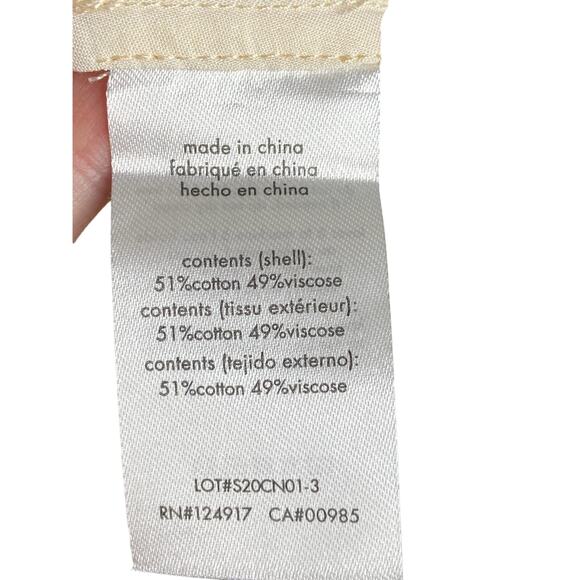 made in china
fabriqué en china
hecho en china
contents (shell):
51%cotton 49%viscose
contents (tissu extérieur):
51%cotton 49%viscose
contents (tejido externo):
51%cotton 49%viscose
LOT#S20CN01-3
RN#124917 CA#00985